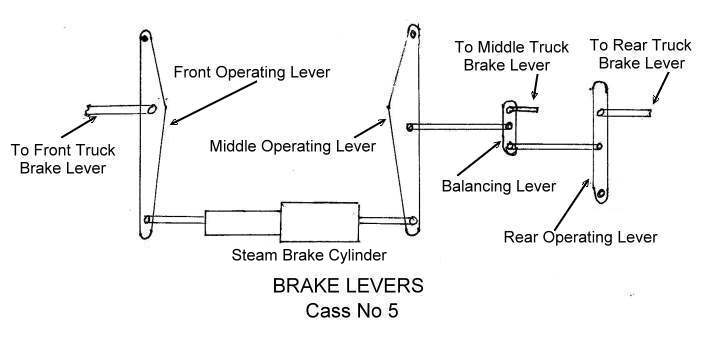 To Middle Truck
Brake Lever
To Rear Truck
Brake Lever
Front Operating Lever
To Front Truck
Brake Lever
Middle Operating Lever
Balancing Lever
Rear Operating Lever
Steam Brake Cylinder
BRAKE LEVERS
Cass No 5